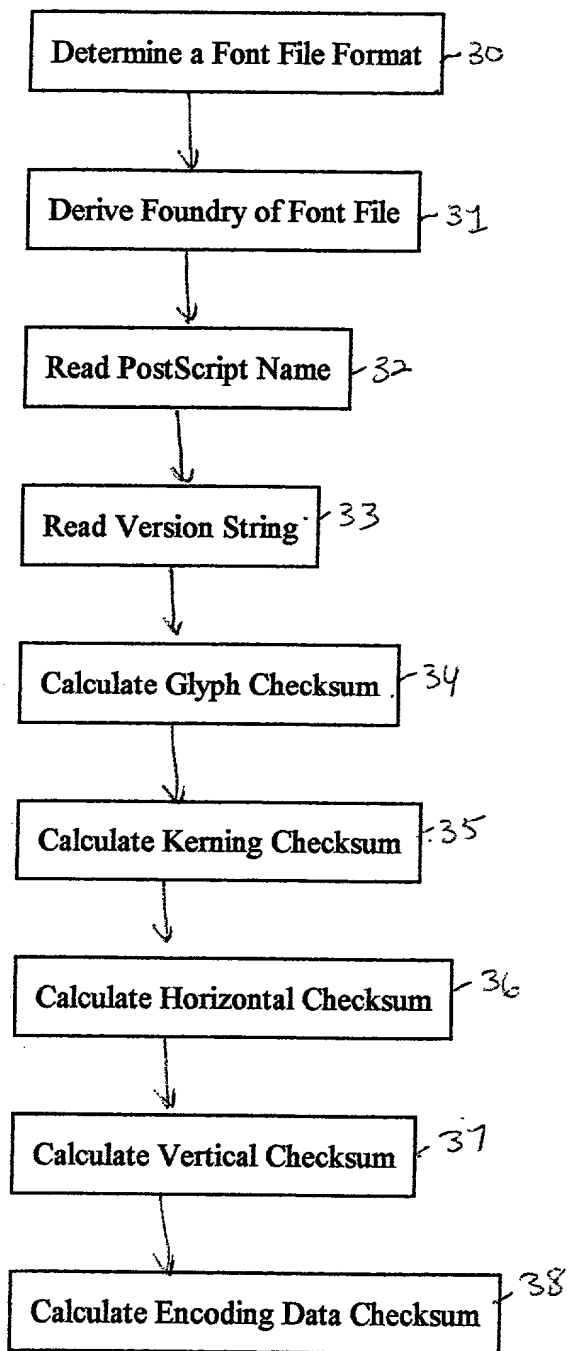 Determine a Font File Format 30
Derive Foundry of Font File 31
Read PostScript Name 32
Read Version String 33
Calculate Glyph Checksum 34
Calculate Kerning Checksum 35
Calculate Horizontal Checksum 36
Calculate Vertical Checksum 37
Calculate Encoding Data Checksum 38